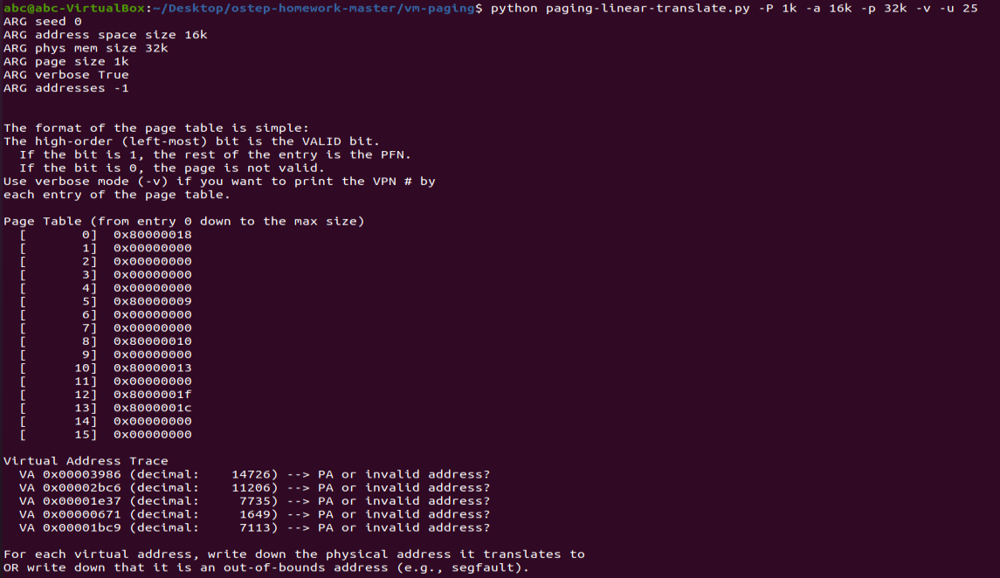 abc@abc-VirtualBox:~/Desktop/ostep-homework-master/vm-paging$ python paging-linear-translate.py -P 1k -a 16k -p 32k -v -u 25
ARG seed 0
ARG address space size 16k
ARG phys mem size 32k
ARG page size 1k
ARG verbose True
ARG addresses -1
The format of the page table is simple:
The high-order (left-most) bit is the VALID bit.
  If the bit is 1, the rest of the entry is the PFN.
  If the bit is 0, the page is not valid.
Use verbose mode (-v) if you want to print the VPN # by
each entry of the page table.
Page Table (from entry 0 down to the max size)
  [       0]  0x80000018
  [       1]  0x00000000
  [       2]  0x00000000
  [       3]  0x00000000
  [       4]  0x00000000
  [       5]  0x80000009
  [       6]  0x00000000
  [       7]  0x00000000
  [       8]  0x80000010
  [       9]  0x00000000
  [      10]  0x80000013
  [      11]  0x00000000
  [      12]  0x8000001f
  [      13]  0x8000001c
  [      14]  0x00000000
  [      15]  0x00000000
Virtual Address Trace
  VA 0x00003986 (decimal:    14726) --> PA or invalid address?
  VA 0x00002bc6 (decimal:    11206) --> PA or invalid address?
  VA 0x00001e37 (decimal:     7735) --> PA or invalid address?
  VA 0x00000671 (decimal:     1649) --> PA or invalid address?
  VA 0x00001bc9 (decimal:     7113) --> PA or invalid address?
For each virtual address, write down the physical address it translates to
OR write down that it is an out-of-bounds address (e.g., segfault).